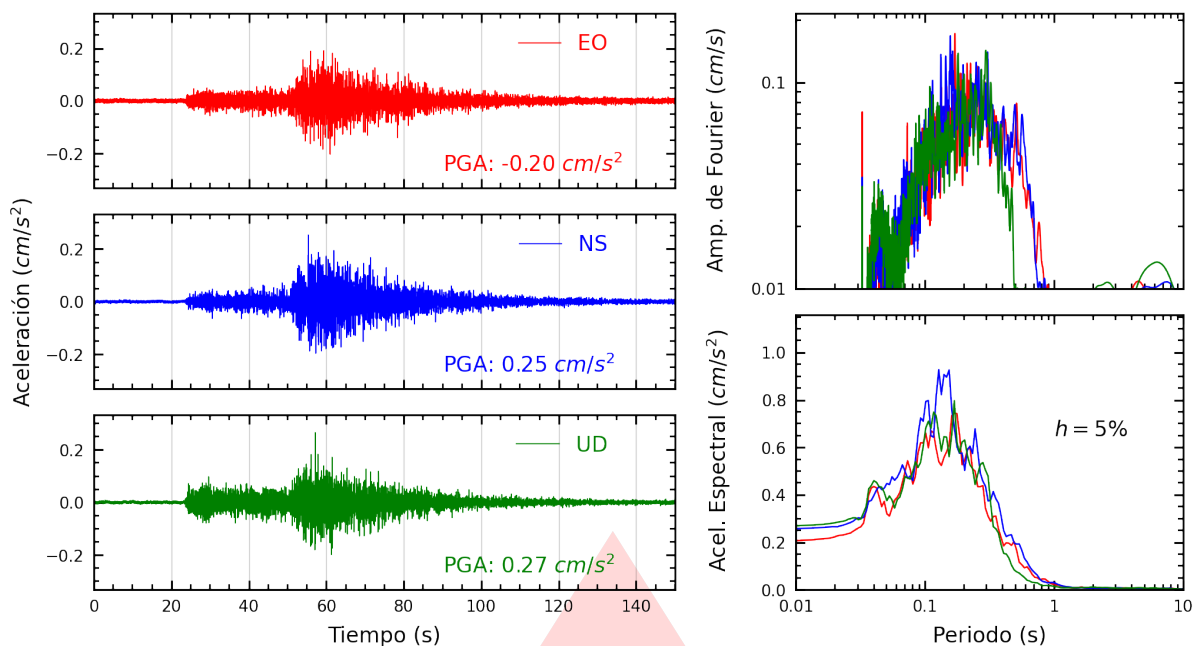 Aceleración (cm/s²)
0.2
0.0
−0.2
EO
PGA: -0.20 cm/s²
0.2
0.0
−0.2
NS
PGA: 0.25 cm/s²
0.2
0.0
−0.2
UD
PGA: 0.27 cm/s²
0 20 40 60 80 100 120 140
Tiempo (s)
Amp. de Fourier (cm/s)
0.1
0.01
Acel. Espectral (cm/s²)
1.0
0.8
0.6
0.4
0.2
0.0
h = 5%
0.01 0.1 1 10
Periodo (s)